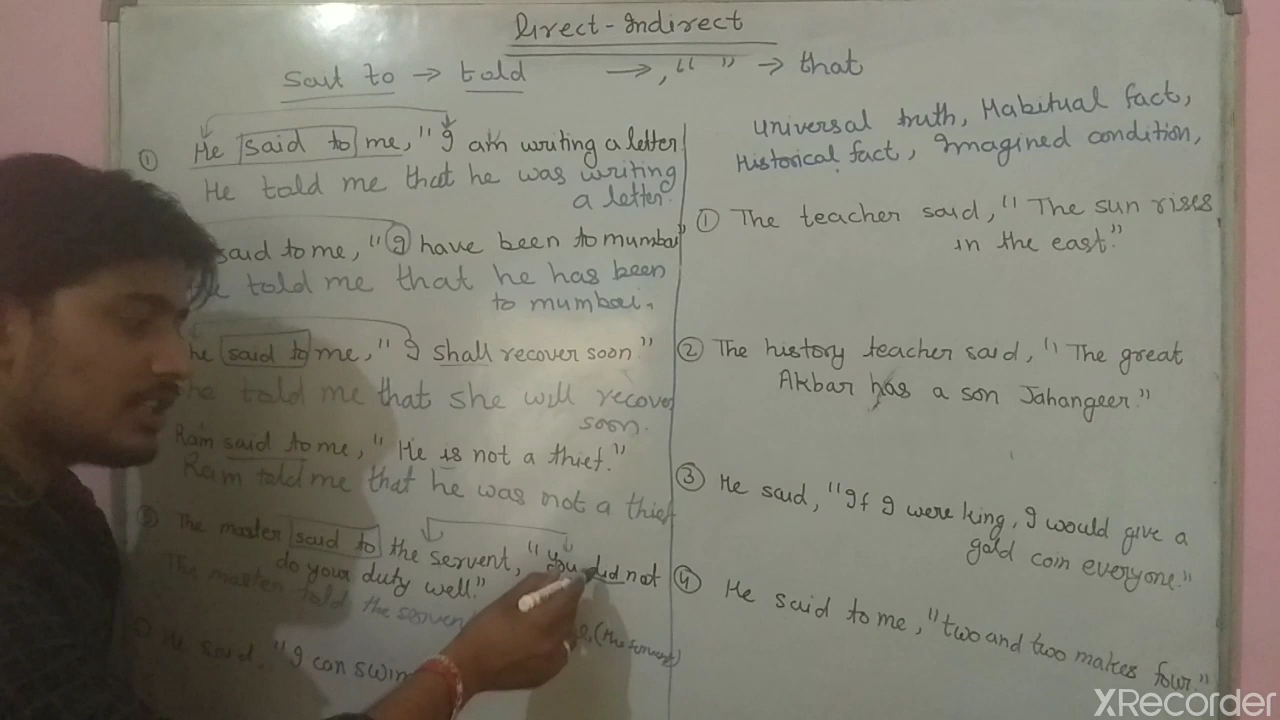 Direct-Indirect
Said to → told → , “ ” → that
① He said to me, "I am writing a letter
He told me that he was writing
a letter.
said to me, "I have been to mumbai"
told me that he has been
to mumbai.
he said to me, "I shall recover soon."
he told me that she will recover
soon.
Ram said to me, "He is not a thief."
Ram told me that he was not a thief
⑤ The master said to the servent, "you did not
do your duty well."
The master told the serven
(the servent)
He said, "I can swim
Universal truth, Habitual fact,
Historical fact, Imagined condition,
① The teacher said, "The sun rises
in the east."
② The history teacher said, "The great
Akbar has a son Jahangeer."
③ He said, "If I were king, I would give a
gold coin everyone."
④ He said to me, "two and two makes four"
XRecorder